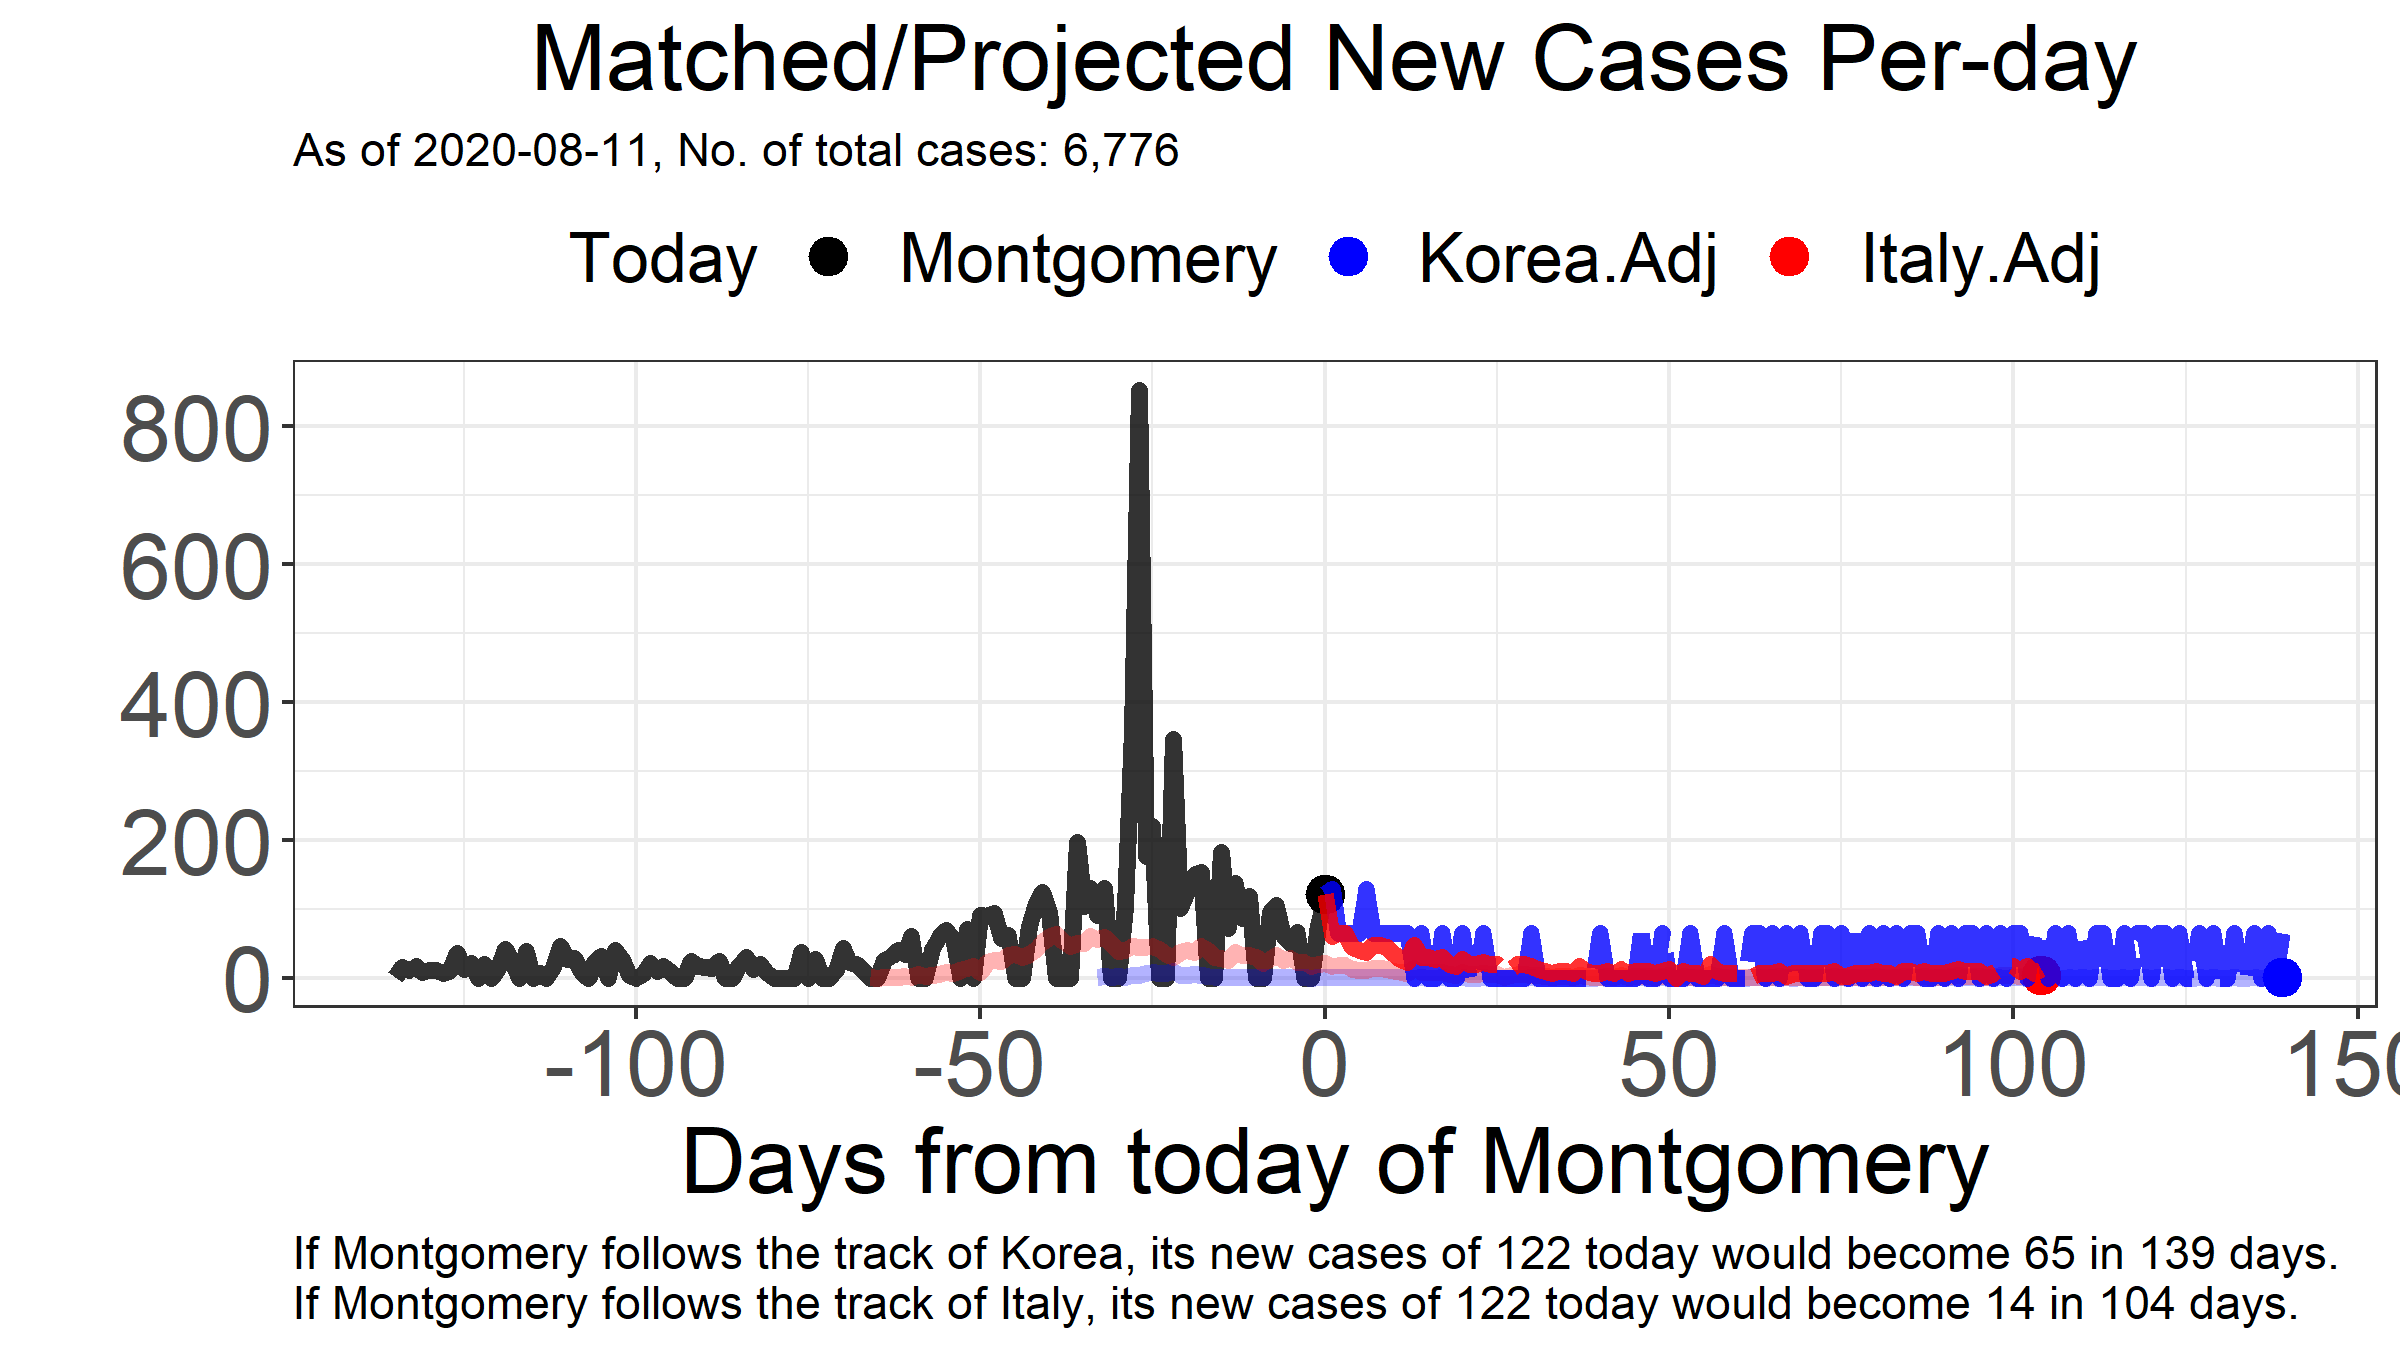 Matched/Projected New Cases Per-day
As of 2020-08-11, No. of total cases: 6,776
Today Montgomery Korea.Adj Italy.Adj
800
600
400
200
0
-100 -50 0 50 100 150
Days from today of Montgomery
If Montgomery follows the track of Korea, its new cases of 122 today would become 65 in 139 days.
If Montgomery follows the track of Italy, its new cases of 122 today would become 14 in 104 days.